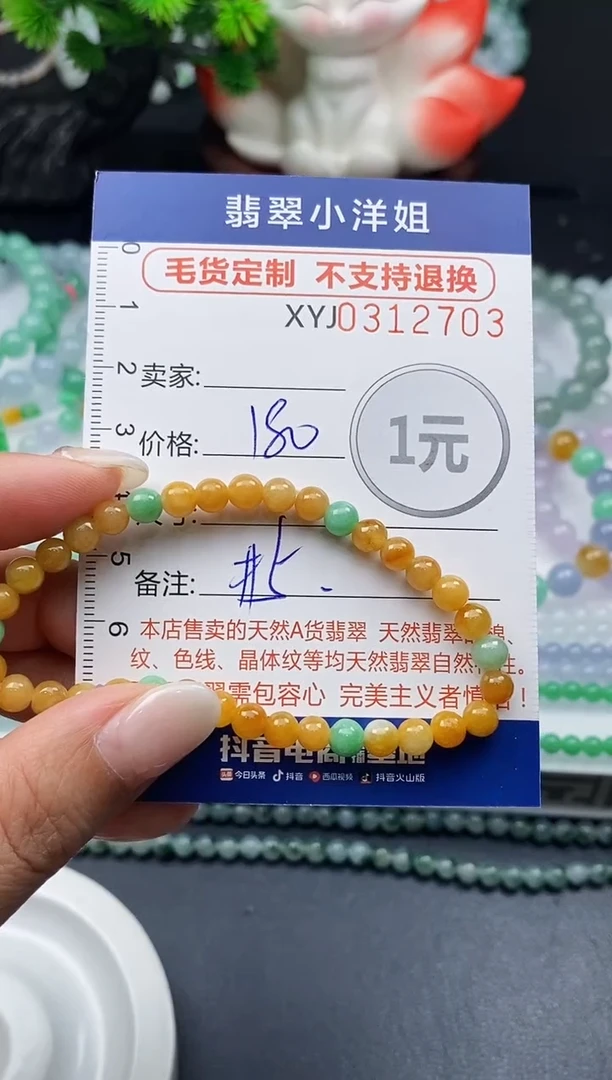 翡翠小洋姐
毛货定制 不支持退换
XYJ0312703
0
1
2
卖家:
3
价格: 180
1元
5
备注: #5.
6
本店售卖的天然A货翡翠 天然翡翠
纹、色线、晶体纹等均天然翡翠自然 性。
翠需包容心 完美主义者慎 !
抖音电商 基地
今日头条 抖音 西瓜视频 抖音火山版